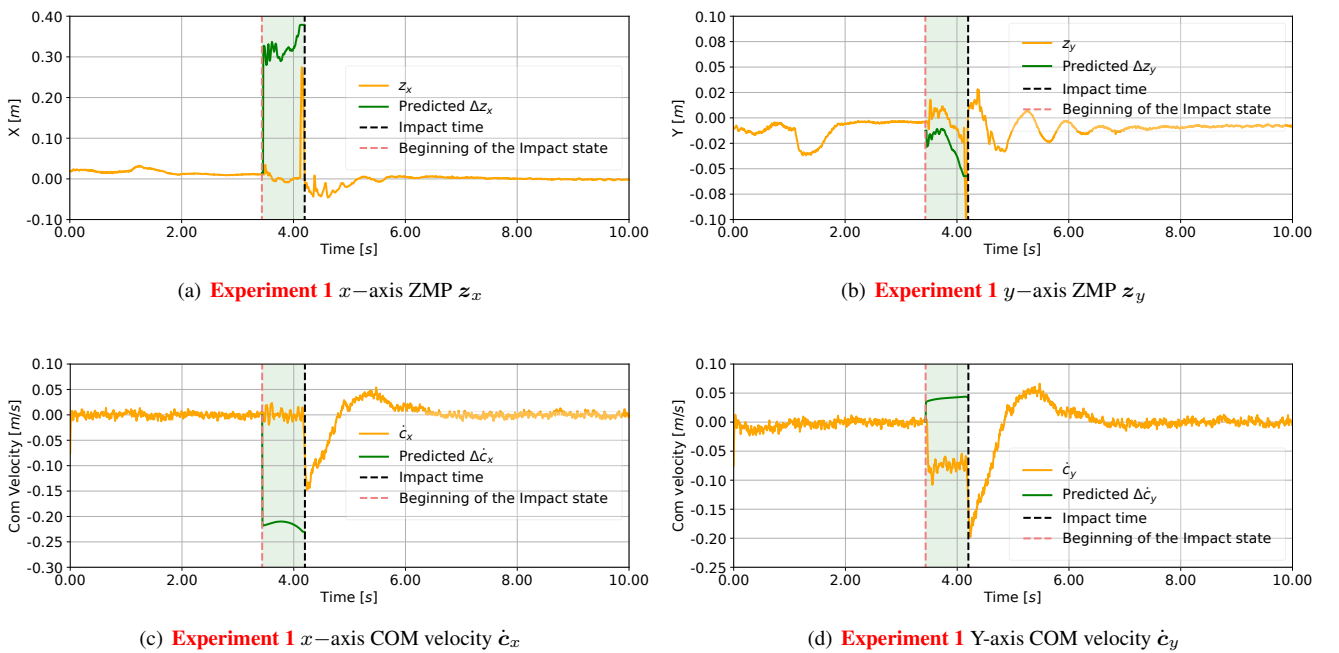 0.40
0.30
0.20
0.10
0.00
-0.10
X [m]
0.00 2.00 4.00 6.00 8.00 10.00
Time [s]
z_x
Predicted Δz_x
Impact time
Beginning of the Impact state
(a) Experiment 1 x−axis ZMP z_x
0.10
0.08
0.05
0.02
0.00
-0.02
-0.05
-0.08
-0.10
Y [m]
0.00 2.00 4.00 6.00 8.00 10.00
Time [s]
z_y
Predicted Δz_y
Impact time
Beginning of the Impact state
(b) Experiment 1 y−axis ZMP z_y
0.10
0.05
0.00
-0.05
-0.10
-0.15
-0.20
-0.25
-0.30
Com Velocity [m/s]
0.00 2.00 4.00 6.00 8.00 10.00
Time [s]
ċ_x
Predicted Δċ_x
Impact time
Beginning of the Impact state
(c) Experiment 1 x−axis COM velocity ċ_x
0.10
0.05
0.00
-0.05
-0.10
-0.15
-0.20
-0.25
Com velocity [m/s]
0.00 2.00 4.00 6.00 8.00 10.00
Time [s]
ċ_y
Predicted Δċ_y
Impact time
Beginning of the Impact state
(d) Experiment 1 Y-axis COM velocity ċ_y